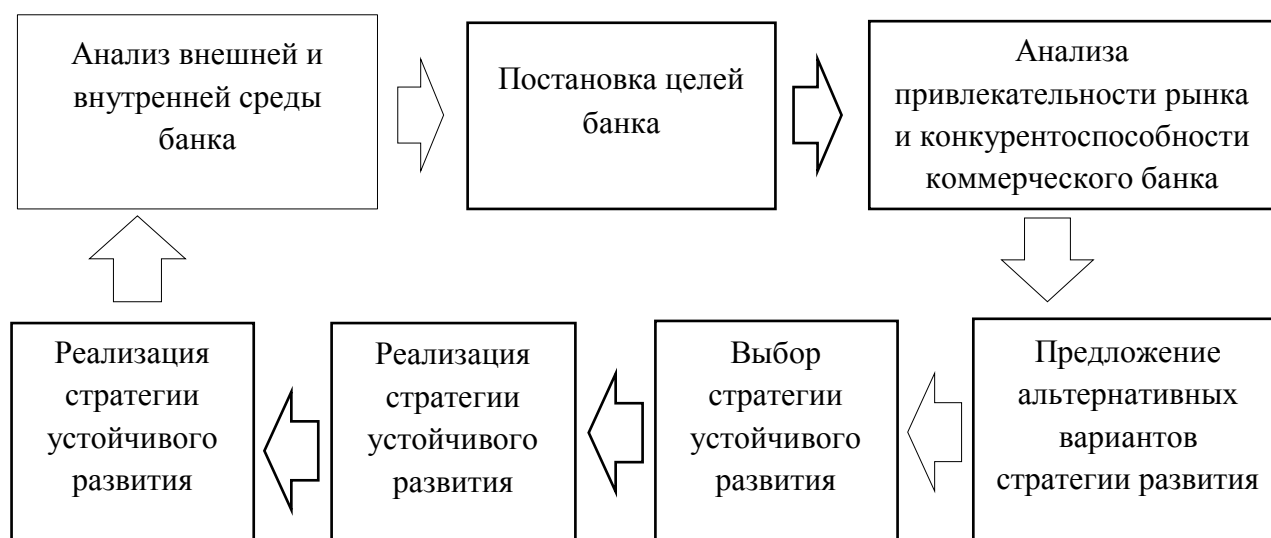 Анализ внешней и
внутренней среды
банка
Постановка целей
банка
Анализа
привлекательности рынка
и конкурентоспособности
коммерческого банка
Реализация
стратегии
устойчивого
развития
Реализация
стратегии
устойчивого
развития
Выбор
стратегии
устойчивого
развития
Предложение
альтернативных
вариантов
стратегии развития